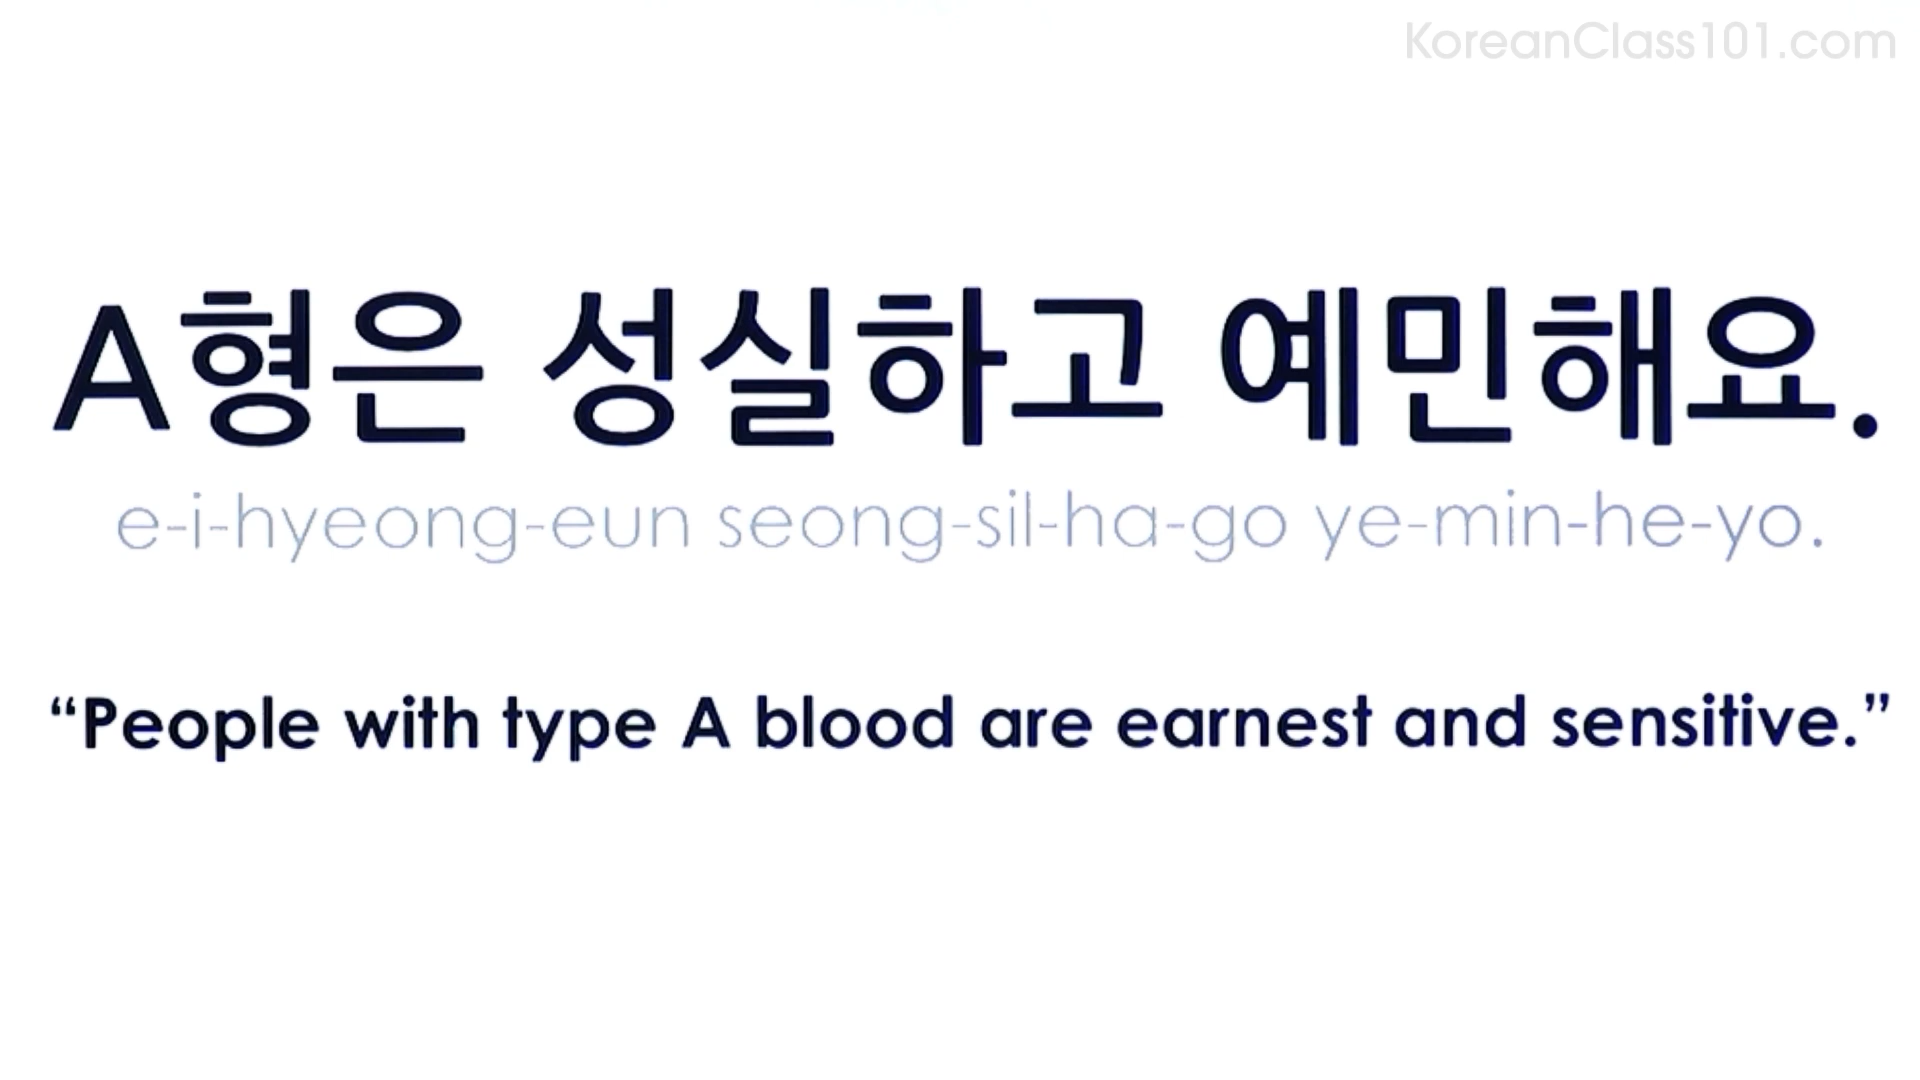 KoreanClass101.com
A형은 성실하고 예민해요.
e-i-hyeong-eun seong-sil-ha-go ye-min-he-yo.
“People with type A blood are earnest and sensitive.”